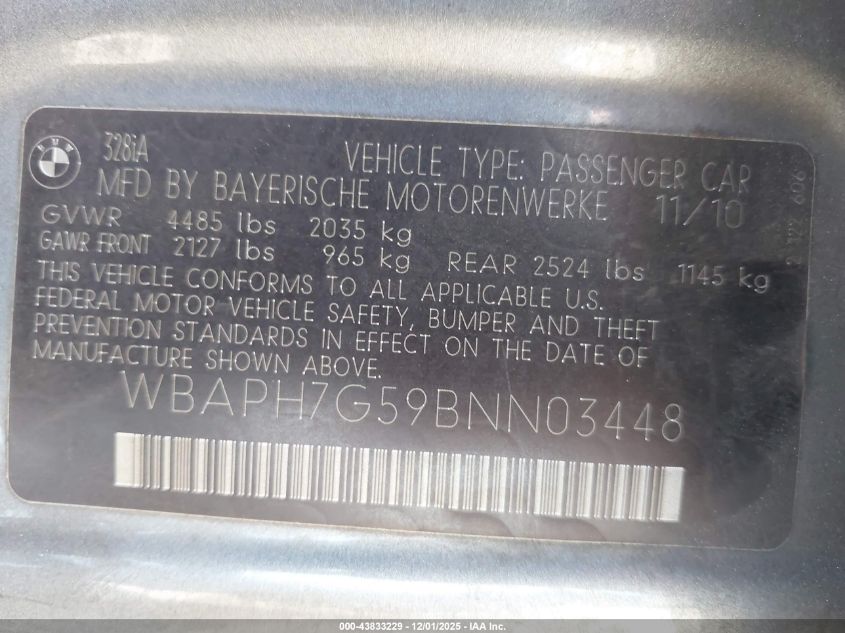 BMW
328iA
VEHICLE TYPE: PASSENGER CAR
MFD BY BAYERISCHE MOTORENWERKE 11/10
GVWR 4485 lbs 2035 kg
GAWR FRONT 2127 lbs 965 kg REAR 2524 lbs 1145 kg
THIS VEHICLE CONFORMS TO ALL APPLICABLE U.S.
FEDERAL MOTOR VEHICLE SAFETY, BUMPER AND THEFT
PREVENTION STANDARDS IN EFFECT ON THE DATE OF
MANUFACTURE SHOWN ABOVE.
WBAPH7G59BNN03448
000-43833229 - 12/01/2025 - IAA Inc.